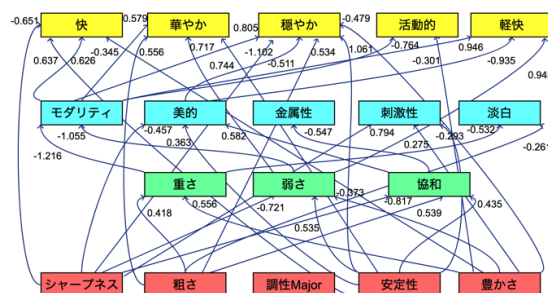 -0.651 快 0.579 華やか 0.805 穏やか -0.479 活動的 軽快
0.637 0.626 -0.345 0.556 0.717 -1.102 0.534 1.061 -0.764 0.946
0.744 -0.511 -0.301 -0.935 0.94
モダリティ 美的 金属性 刺激性 淡白
-1.055 -0.457 0.363 0.582 -0.547 0.794 0.275 -0.293 -0.532
-1.216 -0.261
重さ 弱さ 協和
0.418 0.556 -0.721 -0.373 -0.817 0.539 0.435
0.535
シャープネス 粗さ 調性Major 安定性 豊かさ